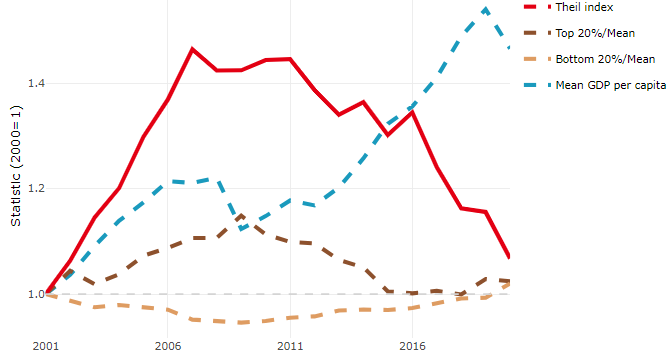 Theil index
Top 20%/Mean
Bottom 20%/Mean
Mean GDP per capita
Statistic (2000=1)
1.4
1.2
1.0
2001
2006
2011
2016